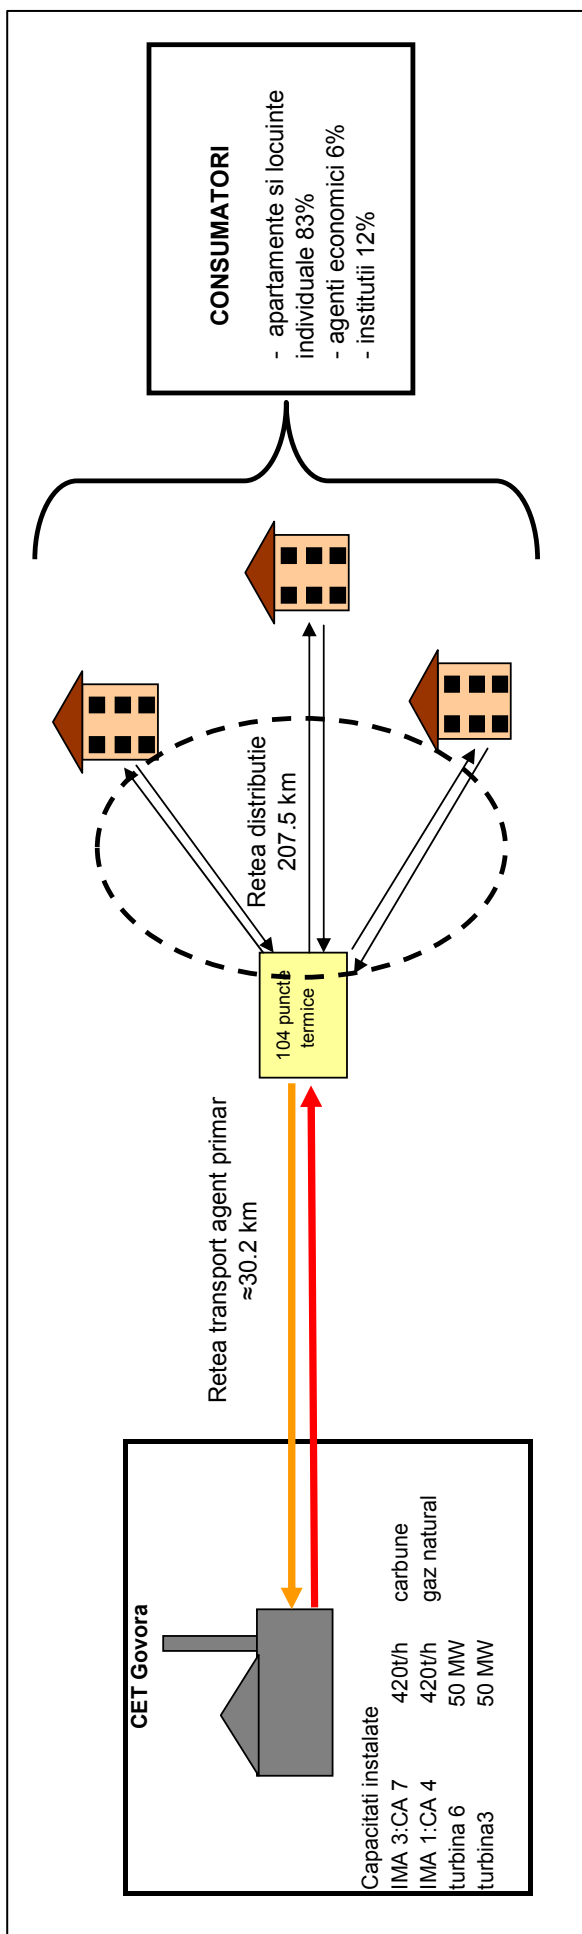 CET Govora
Capacitati instalate
IMA 3:CA 7 420t/h carbune
IMA 1:CA 4 420t/h gaz natural
turbina 6 50 MW
turbina3 50 MW
Retea transport agent primar
≈30.2 km
104 puncte
termice
Retea distributie
207.5 km
CONSUMATORI
- apartamente si locuinte
individuale 83%
- agenti economici 6%
- institutii 12%